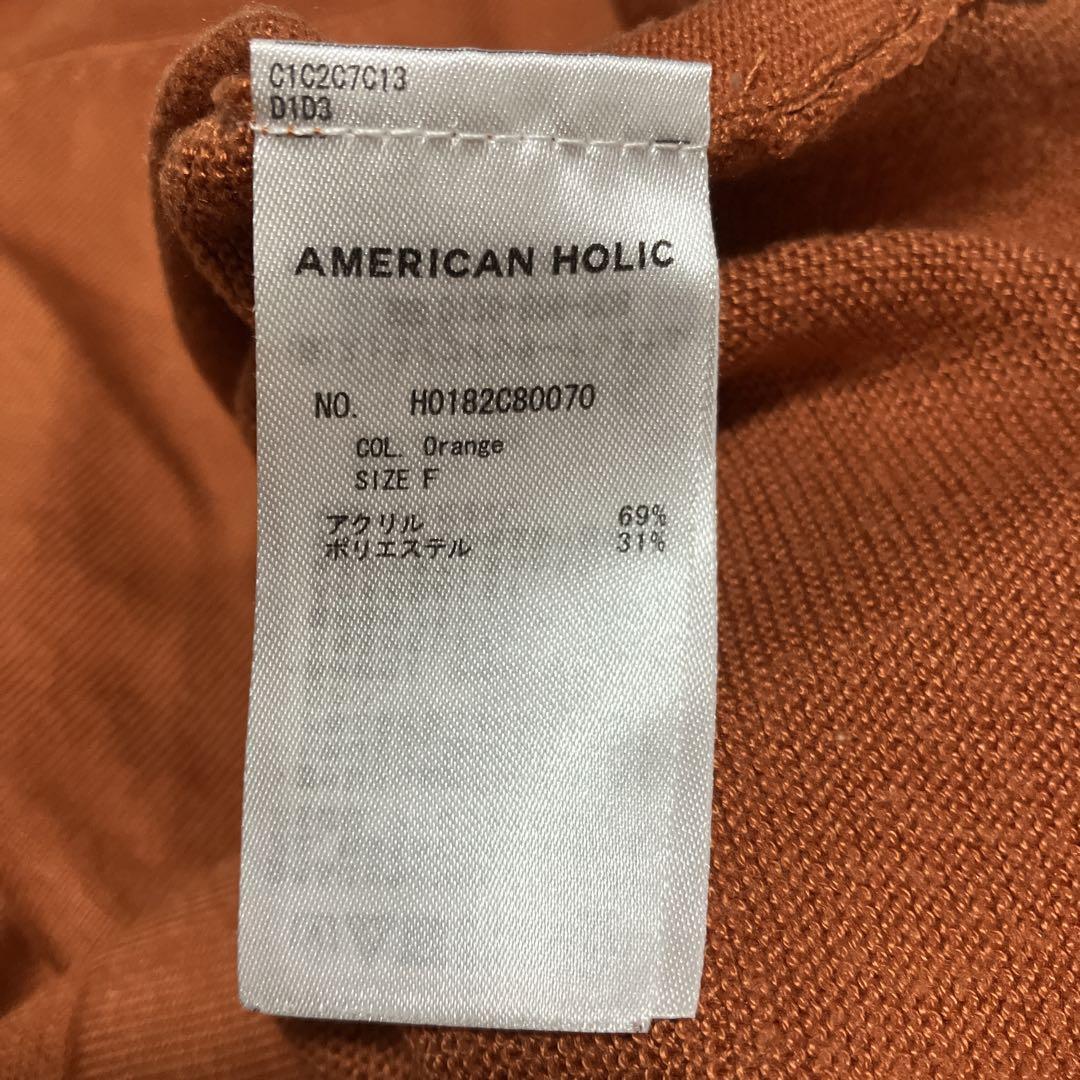 C1C2C7C13
D1D3
AMERICAN HOLIC
NO. H0182C80070
COL. Orange
SIZE F
アクリル 69%
ポリエステル 31%